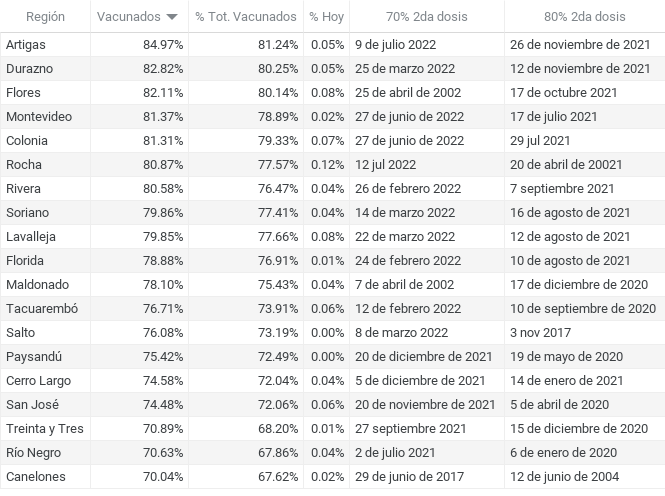 Región Vacunados % Tot. Vacunados % Hoy 70% 2da dosis 80% 2da dosis
Artigas 84.97% 81.24% 0.05% 9 de julio 2022 26 de noviembre de 2021
Durazno 82.82% 80.25% 0.05% 25 de marzo 2022 12 de noviembre de 2021
Flores 82.11% 80.14% 0.08% 25 de abril de 2002 17 de octubre 2021
Montevideo 81.37% 78.89% 0.02% 27 de junio de 2022 17 de julio 2021
Colonia 81.31% 79.33% 0.07% 27 de junio de 2022 29 jul 2021
Rocha 80.87% 77.57% 0.12% 12 jul 2022 20 de abril de 20021
Rivera 80.58% 76.47% 0.04% 26 de febrero 2022 7 septiembre 2021
Soriano 79.86% 77.41% 0.04% 14 de marzo 2022 16 de agosto de 2021
Lavalleja 79.85% 77.66% 0.08% 22 de marzo 2022 12 de agosto de 2021
Florida 78.88% 76.91% 0.01% 24 de febrero 2022 10 de agosto de 2021
Maldonado 78.10% 75.43% 0.04% 7 de abril de 2002 17 de diciembre de 2020
Tacuarembó 76.71% 73.91% 0.06% 12 de febrero 2022 10 de septiembre de 2020
Salto 76.08% 73.19% 0.00% 8 de marzo 2022 3 nov 2017
Paysandú 75.42% 72.49% 0.00% 20 de diciembre de 2021 19 de mayo de 2020
Cerro Largo 74.58% 72.04% 0.04% 5 de diciembre de 2021 14 de enero de 2021
San José 74.48% 72.06% 0.06% 20 de noviembre de 2021 5 de abril de 2020
Treinta y Tres 70.89% 68.20% 0.01% 27 septiembre 2021 15 de diciembre de 2020
Río Negro 70.63% 67.86% 0.04% 2 de julio 2021 6 de enero de 2020
Canelones 70.04% 67.62% 0.02% 29 de junio de 2017 12 de junio de 2004